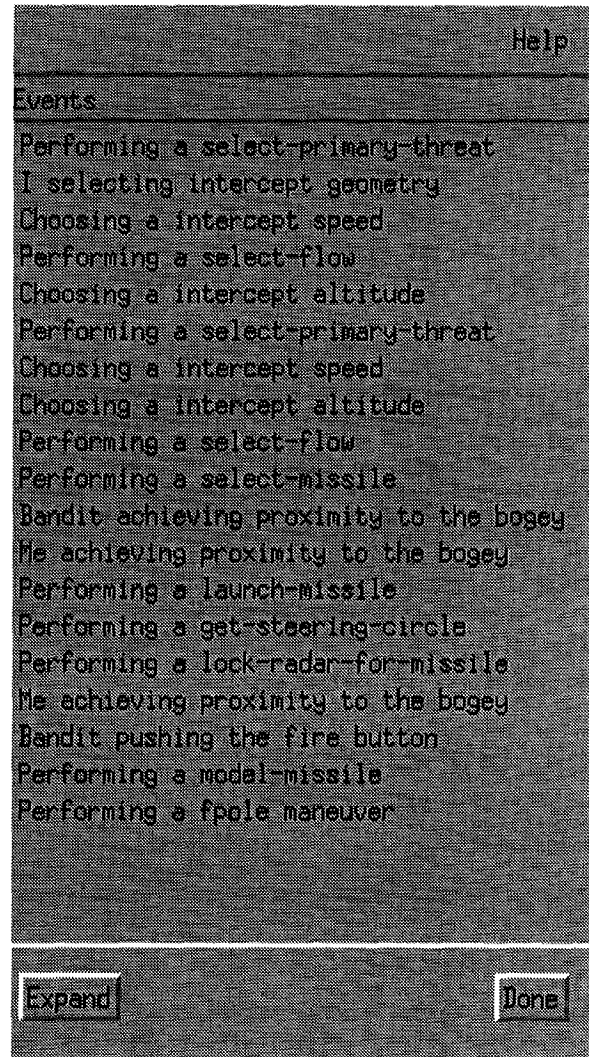 Help
Events
Performing a select-primary-threat
I selecting intercept geometry
Choosing a intercept speed
Performing a select-flow
Choosing a intercept altitude
Performing a select-primary-threat
Choosing a intercept speed
Choosing a intercept altitude
Performing a select-flow
Performing a select-missile
Bandit achieving proximity to the bogey
Me achieving proximity to the bogey
Performing a launch-missile
Performing a get-steering-circle
Performing a lock-radar-for-missile
Me achieving proximity to the bogey
Bandit pushing the fire button
Performing a model-missile
Performing a fpole maneuver
Expand Done